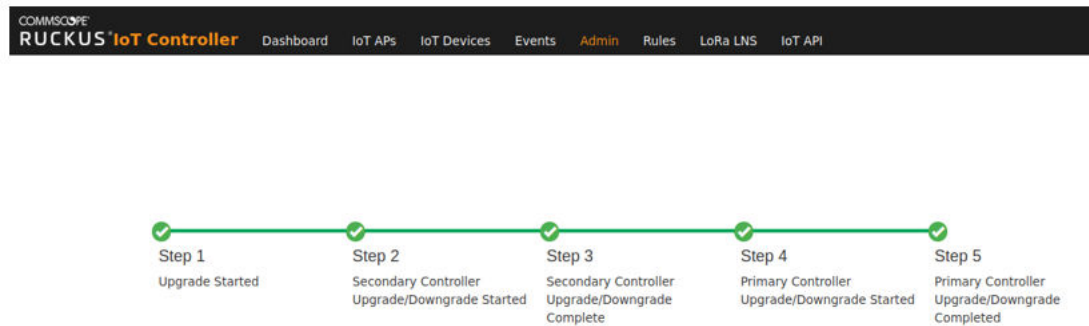 COMMSCOPE®
RUCKUS® IoT Controller Dashboard IoT APs IoT Devices Events Admin Rules LoRa LNS IoT API
Step 1 Step 2 Step 3 Step 4 Step 5
Upgrade Started Secondary Controller Secondary Controller Primary Controller Primary Controller
Upgrade/Downgrade Started Upgrade/Downgrade Upgrade/Downgrade Started Upgrade/Downgrade
Complete Completed